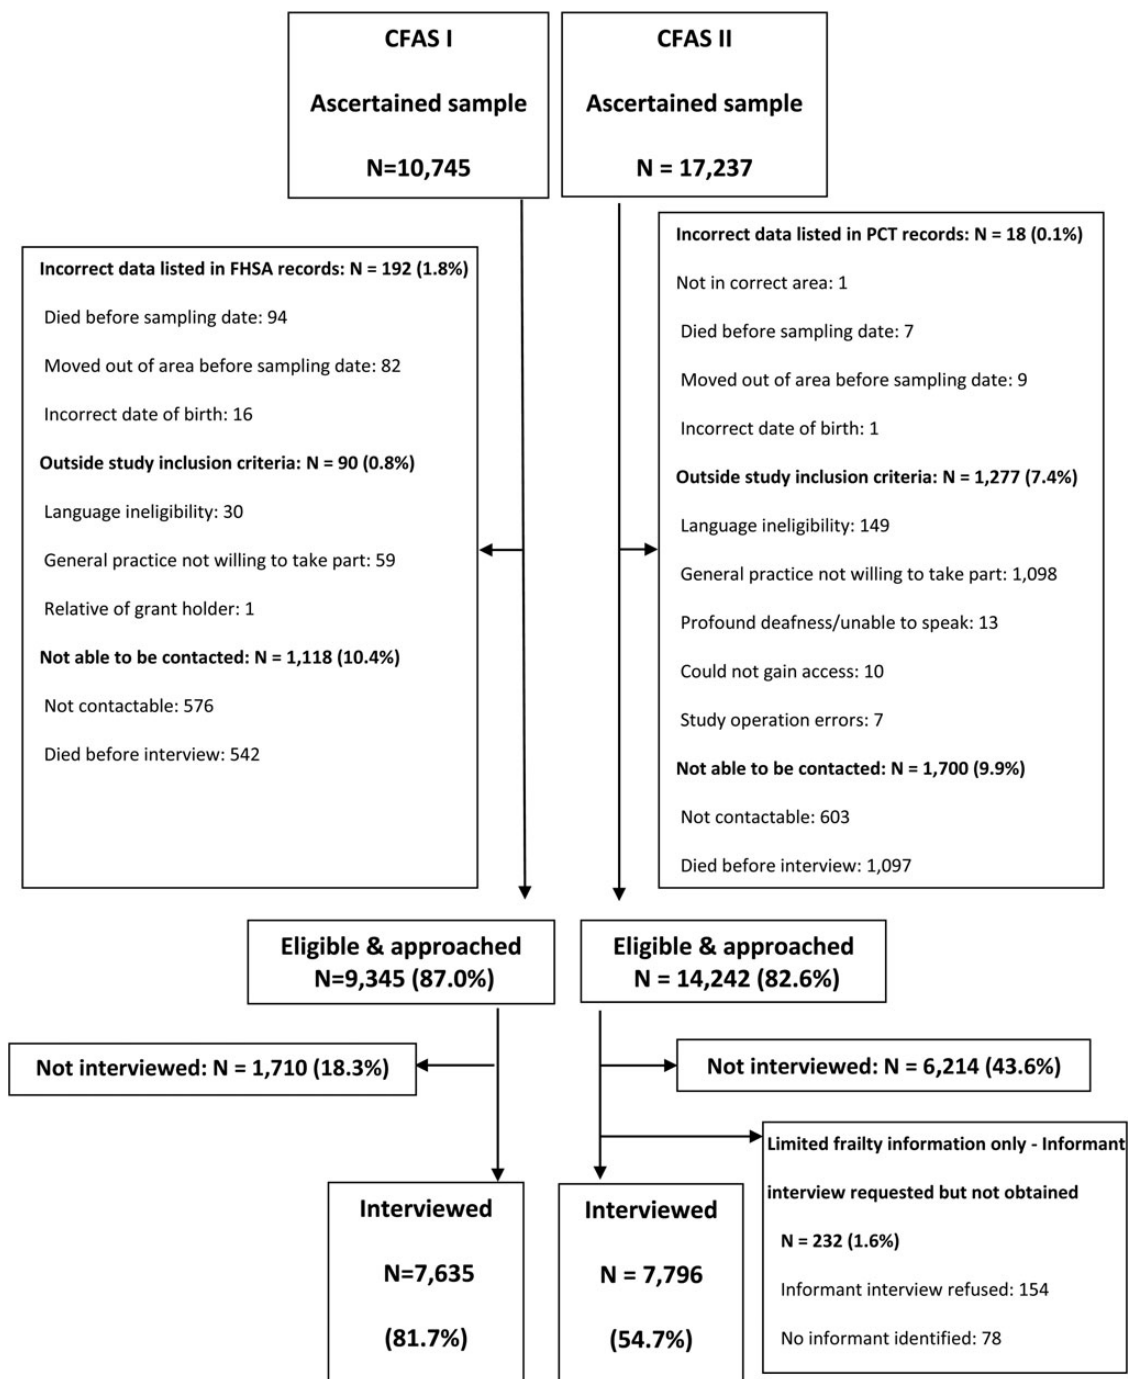 CFAS I
Ascertained sample
N=10,745
CFAS II
Ascertained sample
N = 17,237
Incorrect data listed in FHSA records: N = 192 (1.8%)
Died before sampling date: 94
Moved out of area before sampling date: 82
Incorrect date of birth: 16
Outside study inclusion criteria: N = 90 (0.8%)
Language ineligibility: 30
General practice not willing to take part: 59
Relative of grant holder: 1
Not able to be contacted: N = 1,118 (10.4%)
Not contactable: 576
Died before interview: 542
Incorrect data listed in PCT records: N = 18 (0.1%)
Not in correct area: 1
Died before sampling date: 7
Moved out of area before sampling date: 9
Incorrect date of birth: 1
Outside study inclusion criteria: N = 1,277 (7.4%)
Language ineligibility: 149
General practice not willing to take part: 1,098
Profound deafness/unable to speak: 13
Could not gain access: 10
Study operation errors: 7
Not able to be contacted: N = 1,700 (9.9%)
Not contactable: 603
Died before interview: 1,097
Eligible & approached
N=9,345 (87.0%)
Eligible & approached
N = 14,242 (82.6%)
Not interviewed: N = 1,710 (18.3%)
Not interviewed: N = 6,214 (43.6%)
Limited frailty information only - Informant
interview requested but not obtained
N = 232 (1.6%)
Informant interview refused: 154
No informant identified: 78
Interviewed
N=7,635
(81.7%)
Interviewed
N = 7,796
(54.7%)